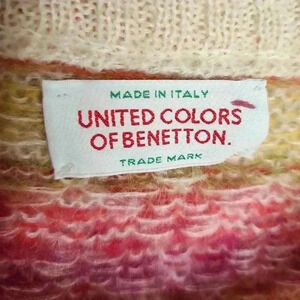 MADE IN ITALY
UNITED COLORS
OF BENETTON.
TRADE MARK